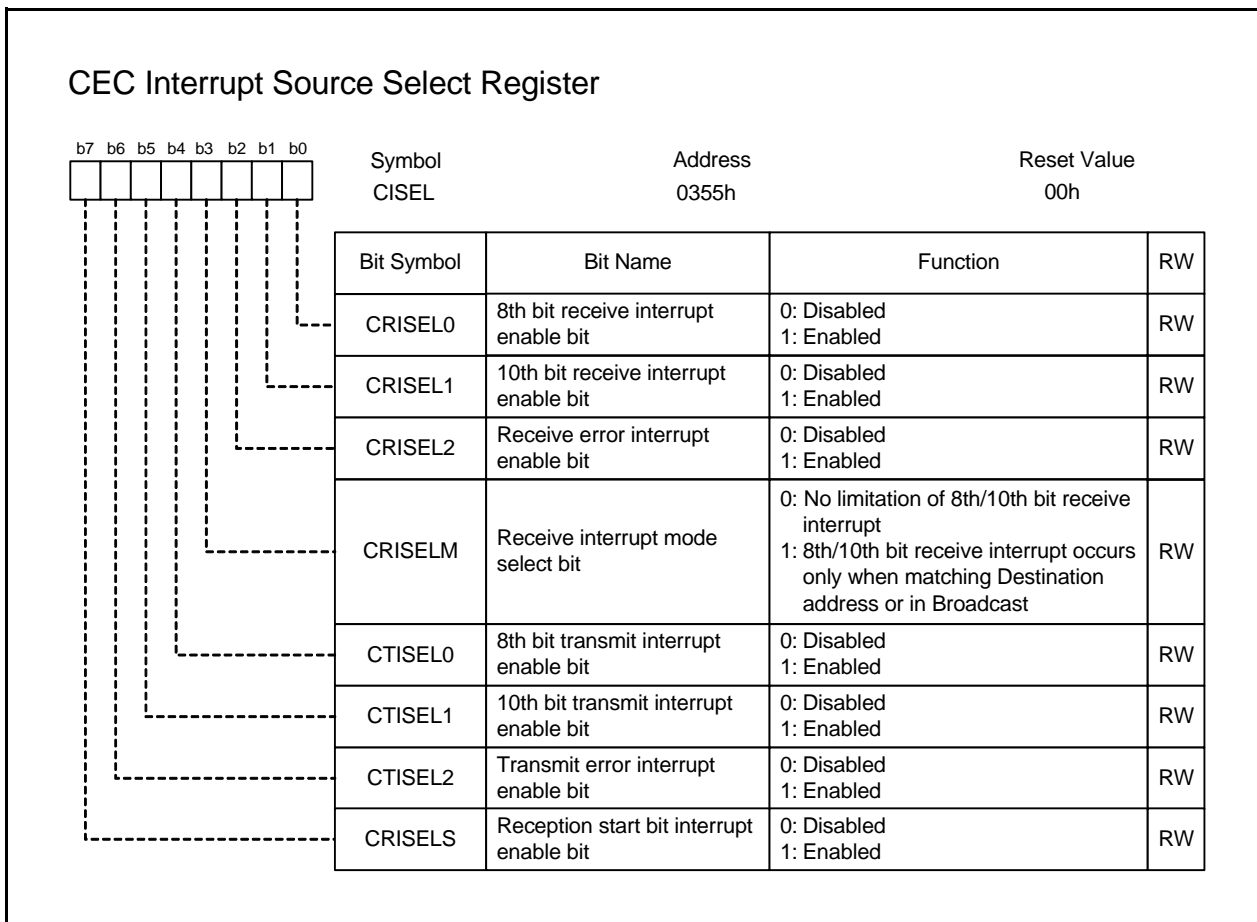 CEC Interrupt Source Select Register
b7 b6 b5 b4 b3 b2 b1 b0
Symbol Address Reset Value
CISEL 0355h 00h
Bit Symbol Bit Name Function RW
CRISEL0
8th bit receive interrupt
enable bit
0: Disabled
1: Enabled
RW
CRISEL1
10th bit receive interrupt
enable bit
0: Disabled
1: Enabled
RW
CRISEL2
Receive error interrupt
enable bit
0: Disabled
1: Enabled
RW
CRISELM
Receive interrupt mode
select bit
0: No limitation of 8th/10th bit receive
interrupt
1: 8th/10th bit receive interrupt occurs
only when matching Destination
address or in Broadcast
RW
CTISEL0
8th bit transmit interrupt
enable bit
0: Disabled
1: Enabled
RW
CTISEL1
10th bit transmit interrupt
enable bit
0: Disabled
1: Enabled
RW
CTISEL2
Transmit error interrupt
enable bit
0: Disabled
1: Enabled
RW
CRISELS
Reception start bit interrupt
enable bit
0: Disabled
1: Enabled
RW